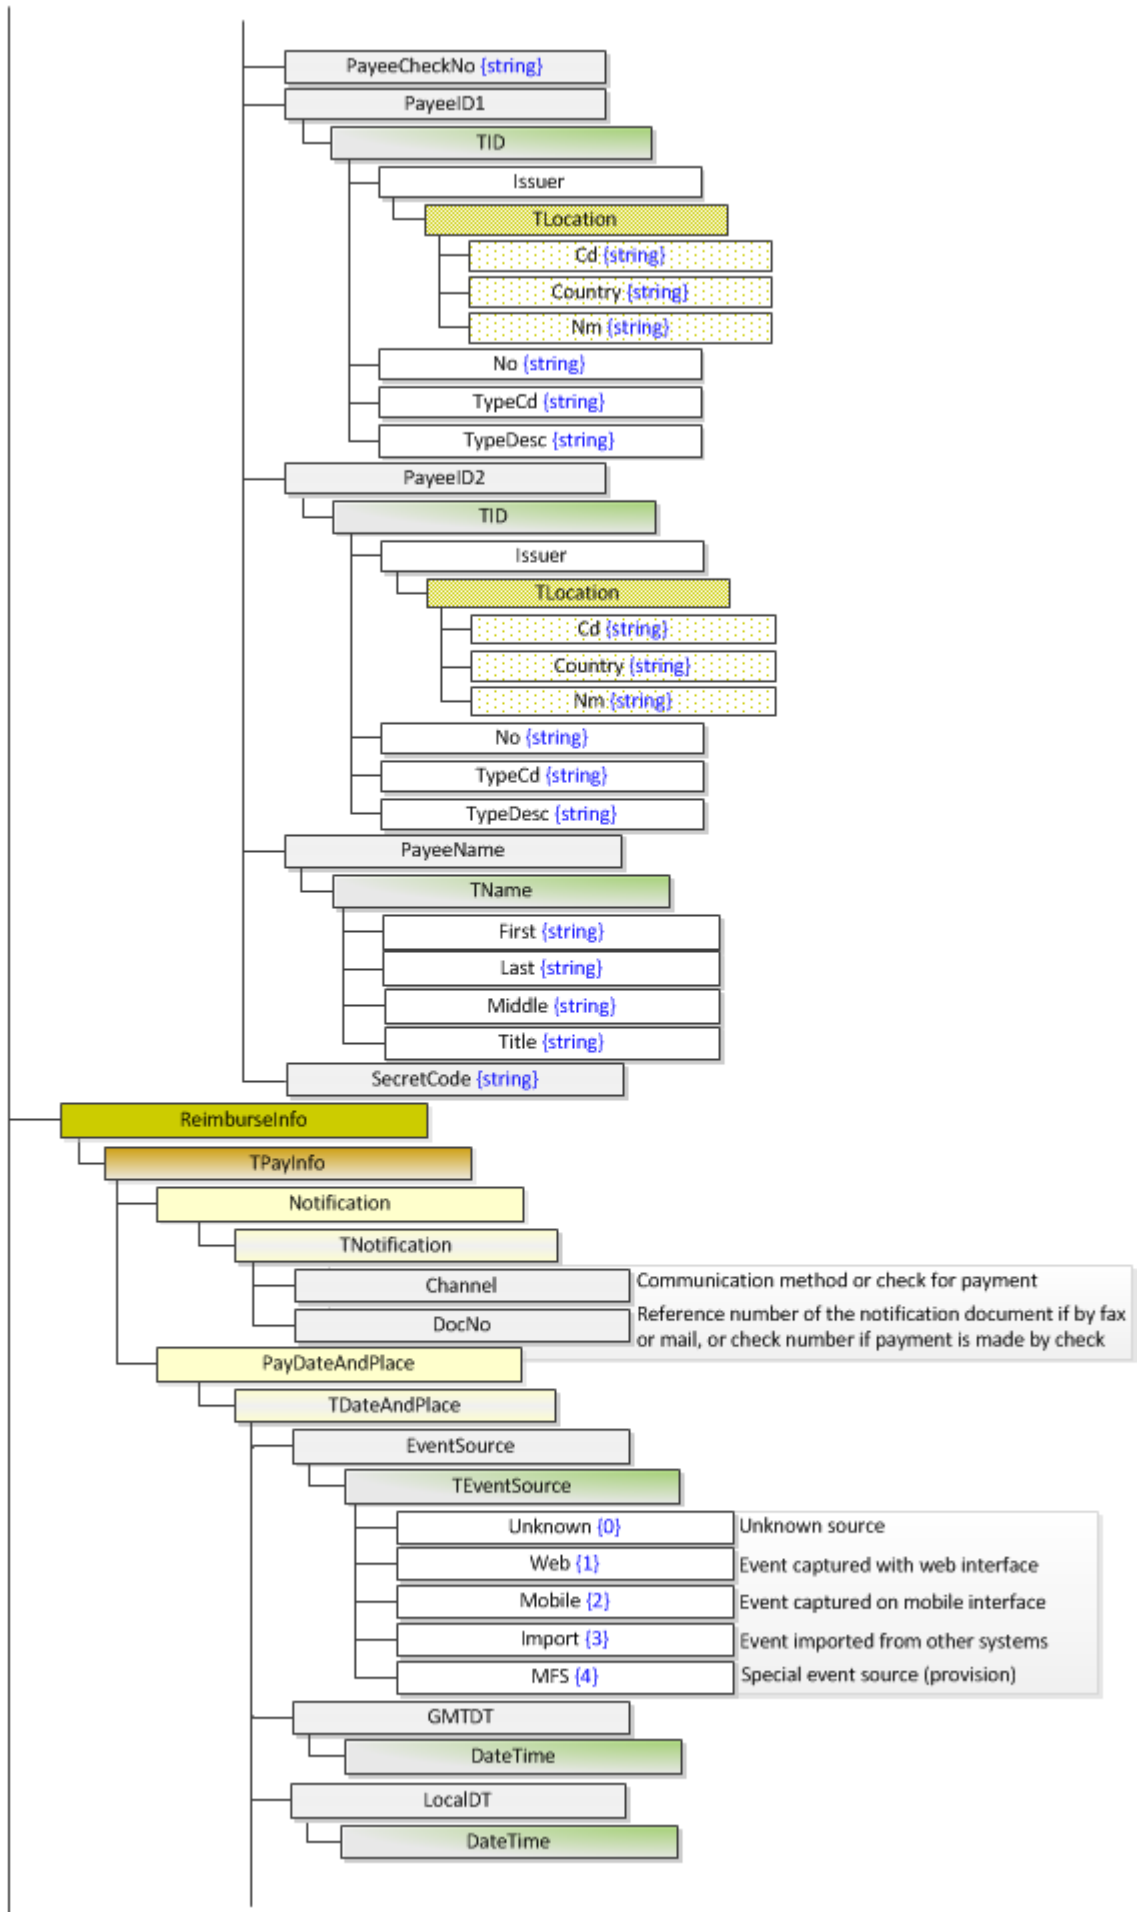 PayeeCheckNo {string}
PayeeID1
TID
Issuer
TLocation
Cd {string}
Country {string}
Nm {string}
No {string}
TypeCd {string}
TypeDesc {string}
PayeeID2
TID
Issuer
TLocation
Cd {string}
Country {string}
Nm {string}
No {string}
TypeCd {string}
TypeDesc {string}
PayeeName
TName
First {string}
Last {string}
Middle {string}
Title {string}
SecretCode {string}
ReimburseInfo
TPayInfo
Notification
TNotification
Channel Communication method or check for payment
DocNo Reference number of the notification document if by fax
or mail, or check number if payment is made by check
PayDateAndPlace
TDateAndPlace
EventSource
TEventSource
Unknown {0} Unknown source
Web {1} Event captured with web interface
Mobile {2} Event captured on mobile interface
Import {3} Event imported from other systems
MFS {4} Special event source (provision)
GMTDT
DateTime
LocalDT
DateTime